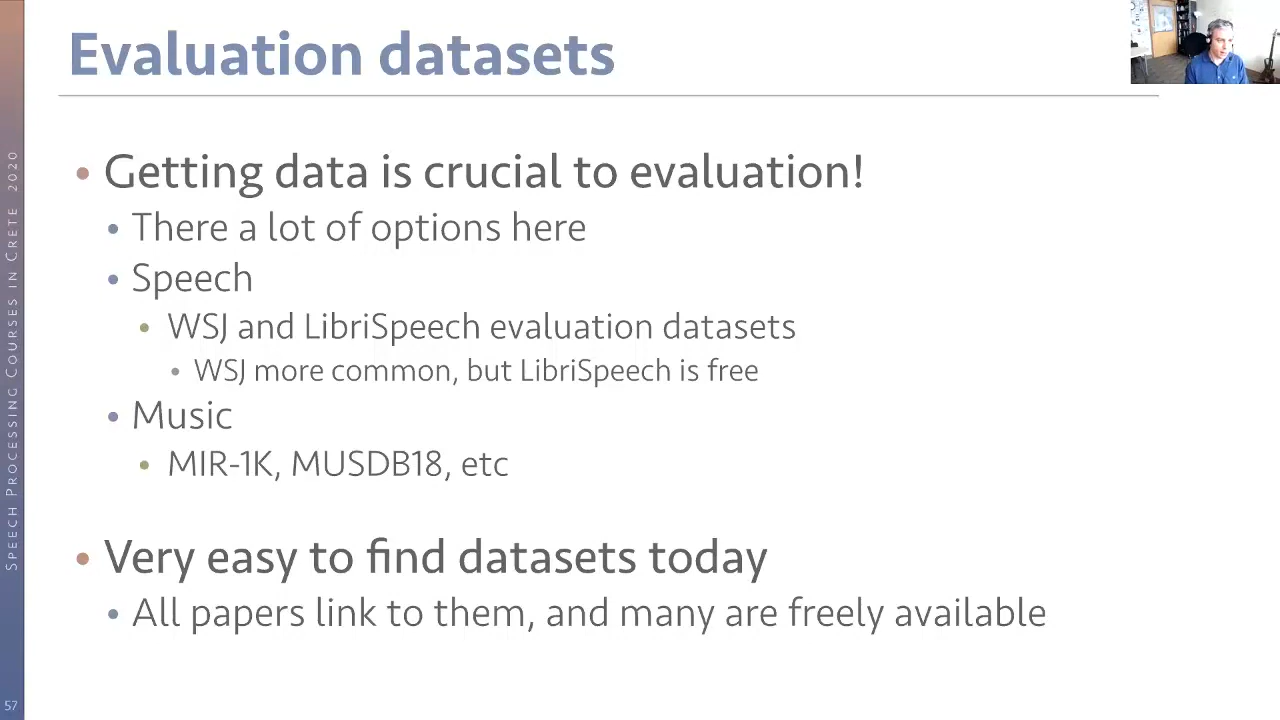 Evaluation datasets
• Getting data is crucial to evaluation!
• There a lot of options here
• Speech
• WSJ and LibriSpeech evaluation datasets
• WSJ more common, but LibriSpeech is free
• Music
• MIR-1K, MUSDB18, etc
• Very easy to find datasets today
• All papers link to them, and many are freely available
SPEECH PROCESSING COURSES IN CRETE 2020
57